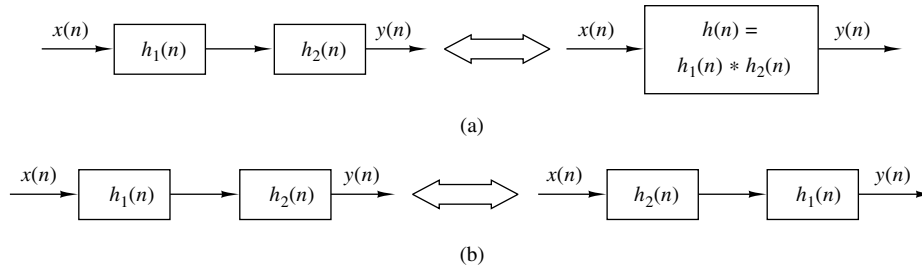 x(n) h₁(n) h₂(n) y(n) x(n) h(n) = y(n)
h₁(n) * h₂(n)
(a)
x(n) h₁(n) h₂(n) y(n) x(n) h₂(n) h₁(n) y(n)
(b)